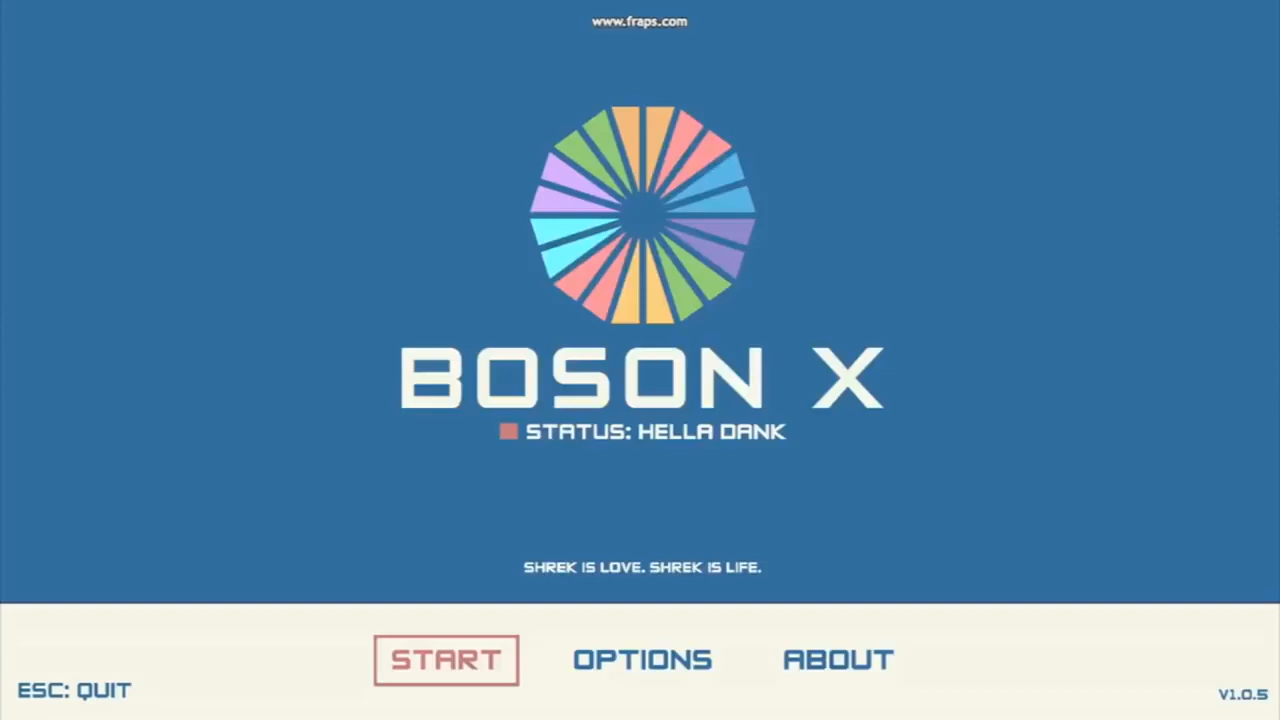 www.fraps.com
BOSON X
STATUS: HELLA DANK
SHREK IS LOVE. SHREK IS LIFE.
START OPTIONS ABOUT
ESC: QUIT
V1.0.5